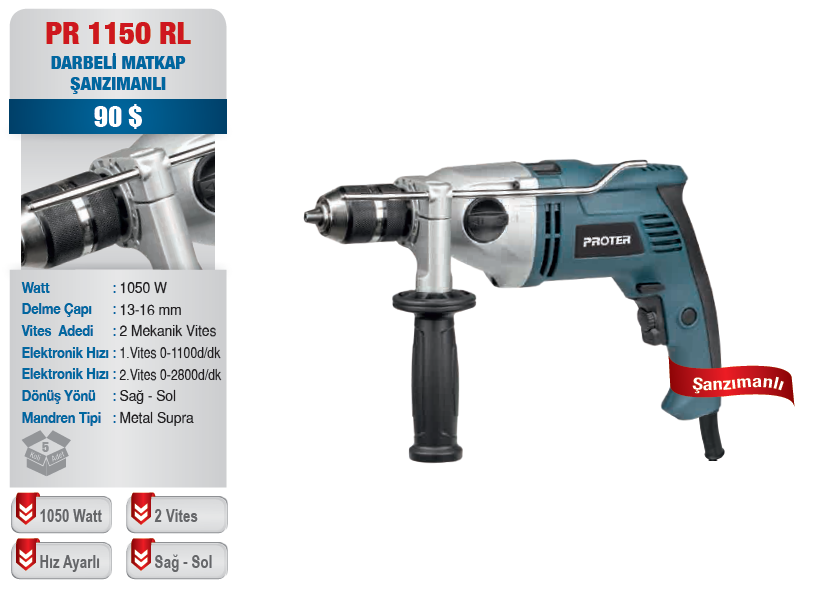 PR 1150 RL
DARBELİ MATKAP
ŞANZIMANLI
90 $
Watt : 1050 W
Delme Çapı : 13-16 mm
Vites Adedi : 2 Mekanik Vites
Elektronik Hızı : 1.Vites 0-1100d/dk
Elektronik Hızı : 2.Vites 0-2800d/dk
Dönüş Yönü : Sağ - Sol
Mandren Tipi : Metal Supra
5
Koli Adet
1050 Watt
2 Vites
Hız Ayarlı
Sağ - Sol
PROTER
Şanzımanlı